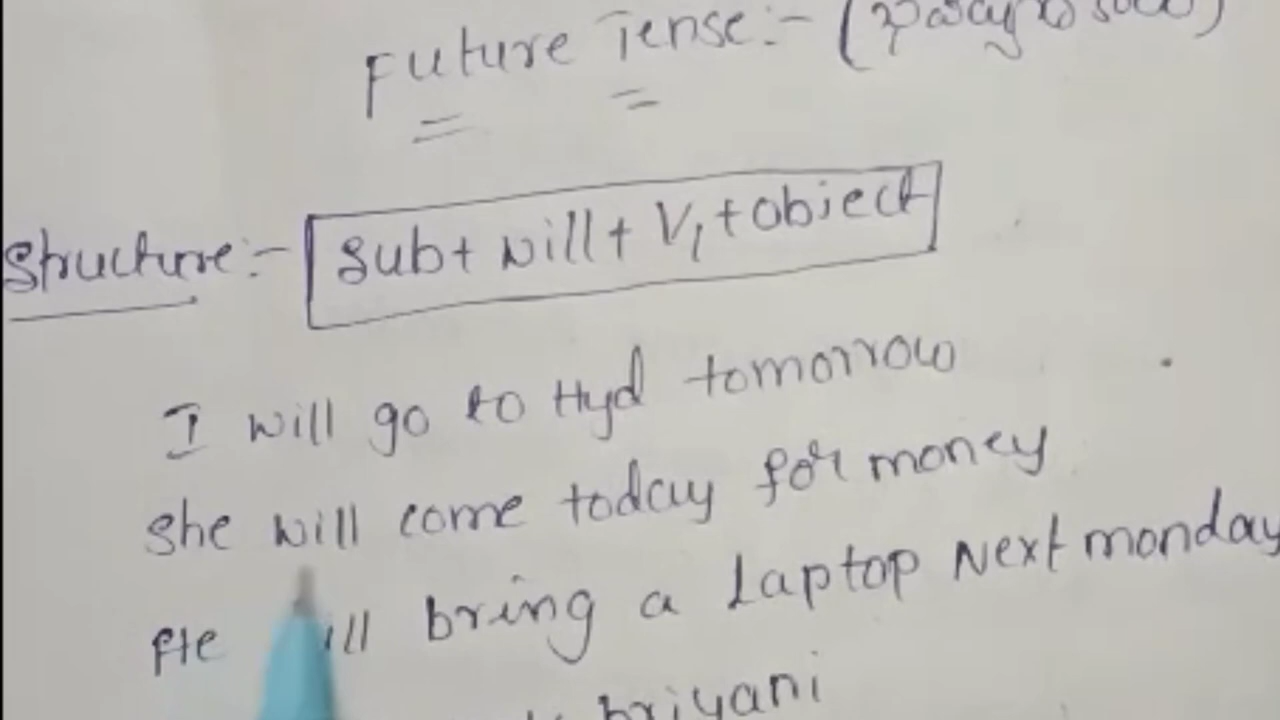 Future Tense:- (
Structure:- Sub+ will + V1 + object
I will go to Hyd tomorrow
She will come today for money
He will bring a Laptop Next monday
briyani